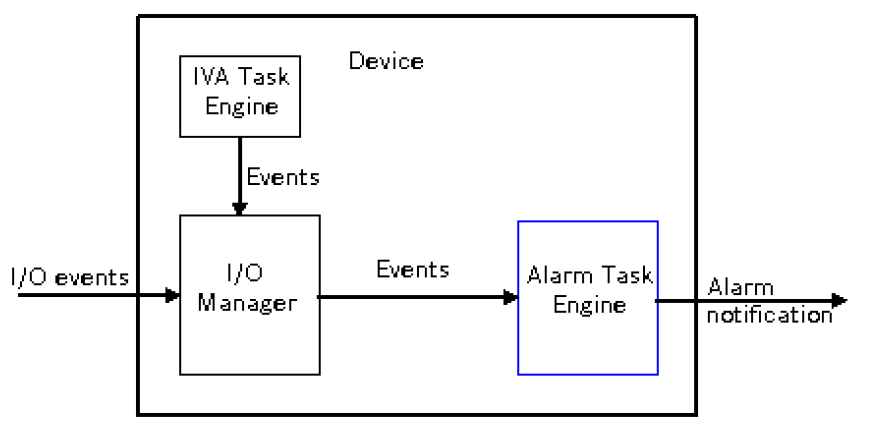 Device
IVA Task
Engine
Events
I/O events
I/O
Manager
Events
Alarm Task
Engine
Alarm
notification